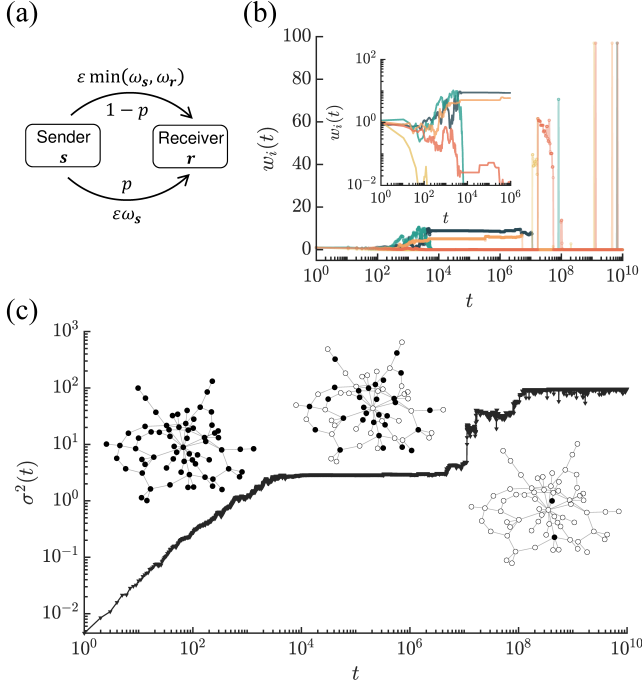 (a)
ε min(ω_s, ω_r)
1 − p
Sender
s
Receiver
r
p
εω_s
(b)
w_i(t)
100
80
60
40
20
0
10^0
10^2
10^4
10^6
10^8
10^10
t
w_i(t)
10^2
10^0
10^−2
10^0
10^2
10^4
10^6
t
(c)
σ^2(t)
10^3
10^2
10^1
10^0
10^−1
10^−2
10^0
10^2
10^4
10^6
10^8
10^10
t